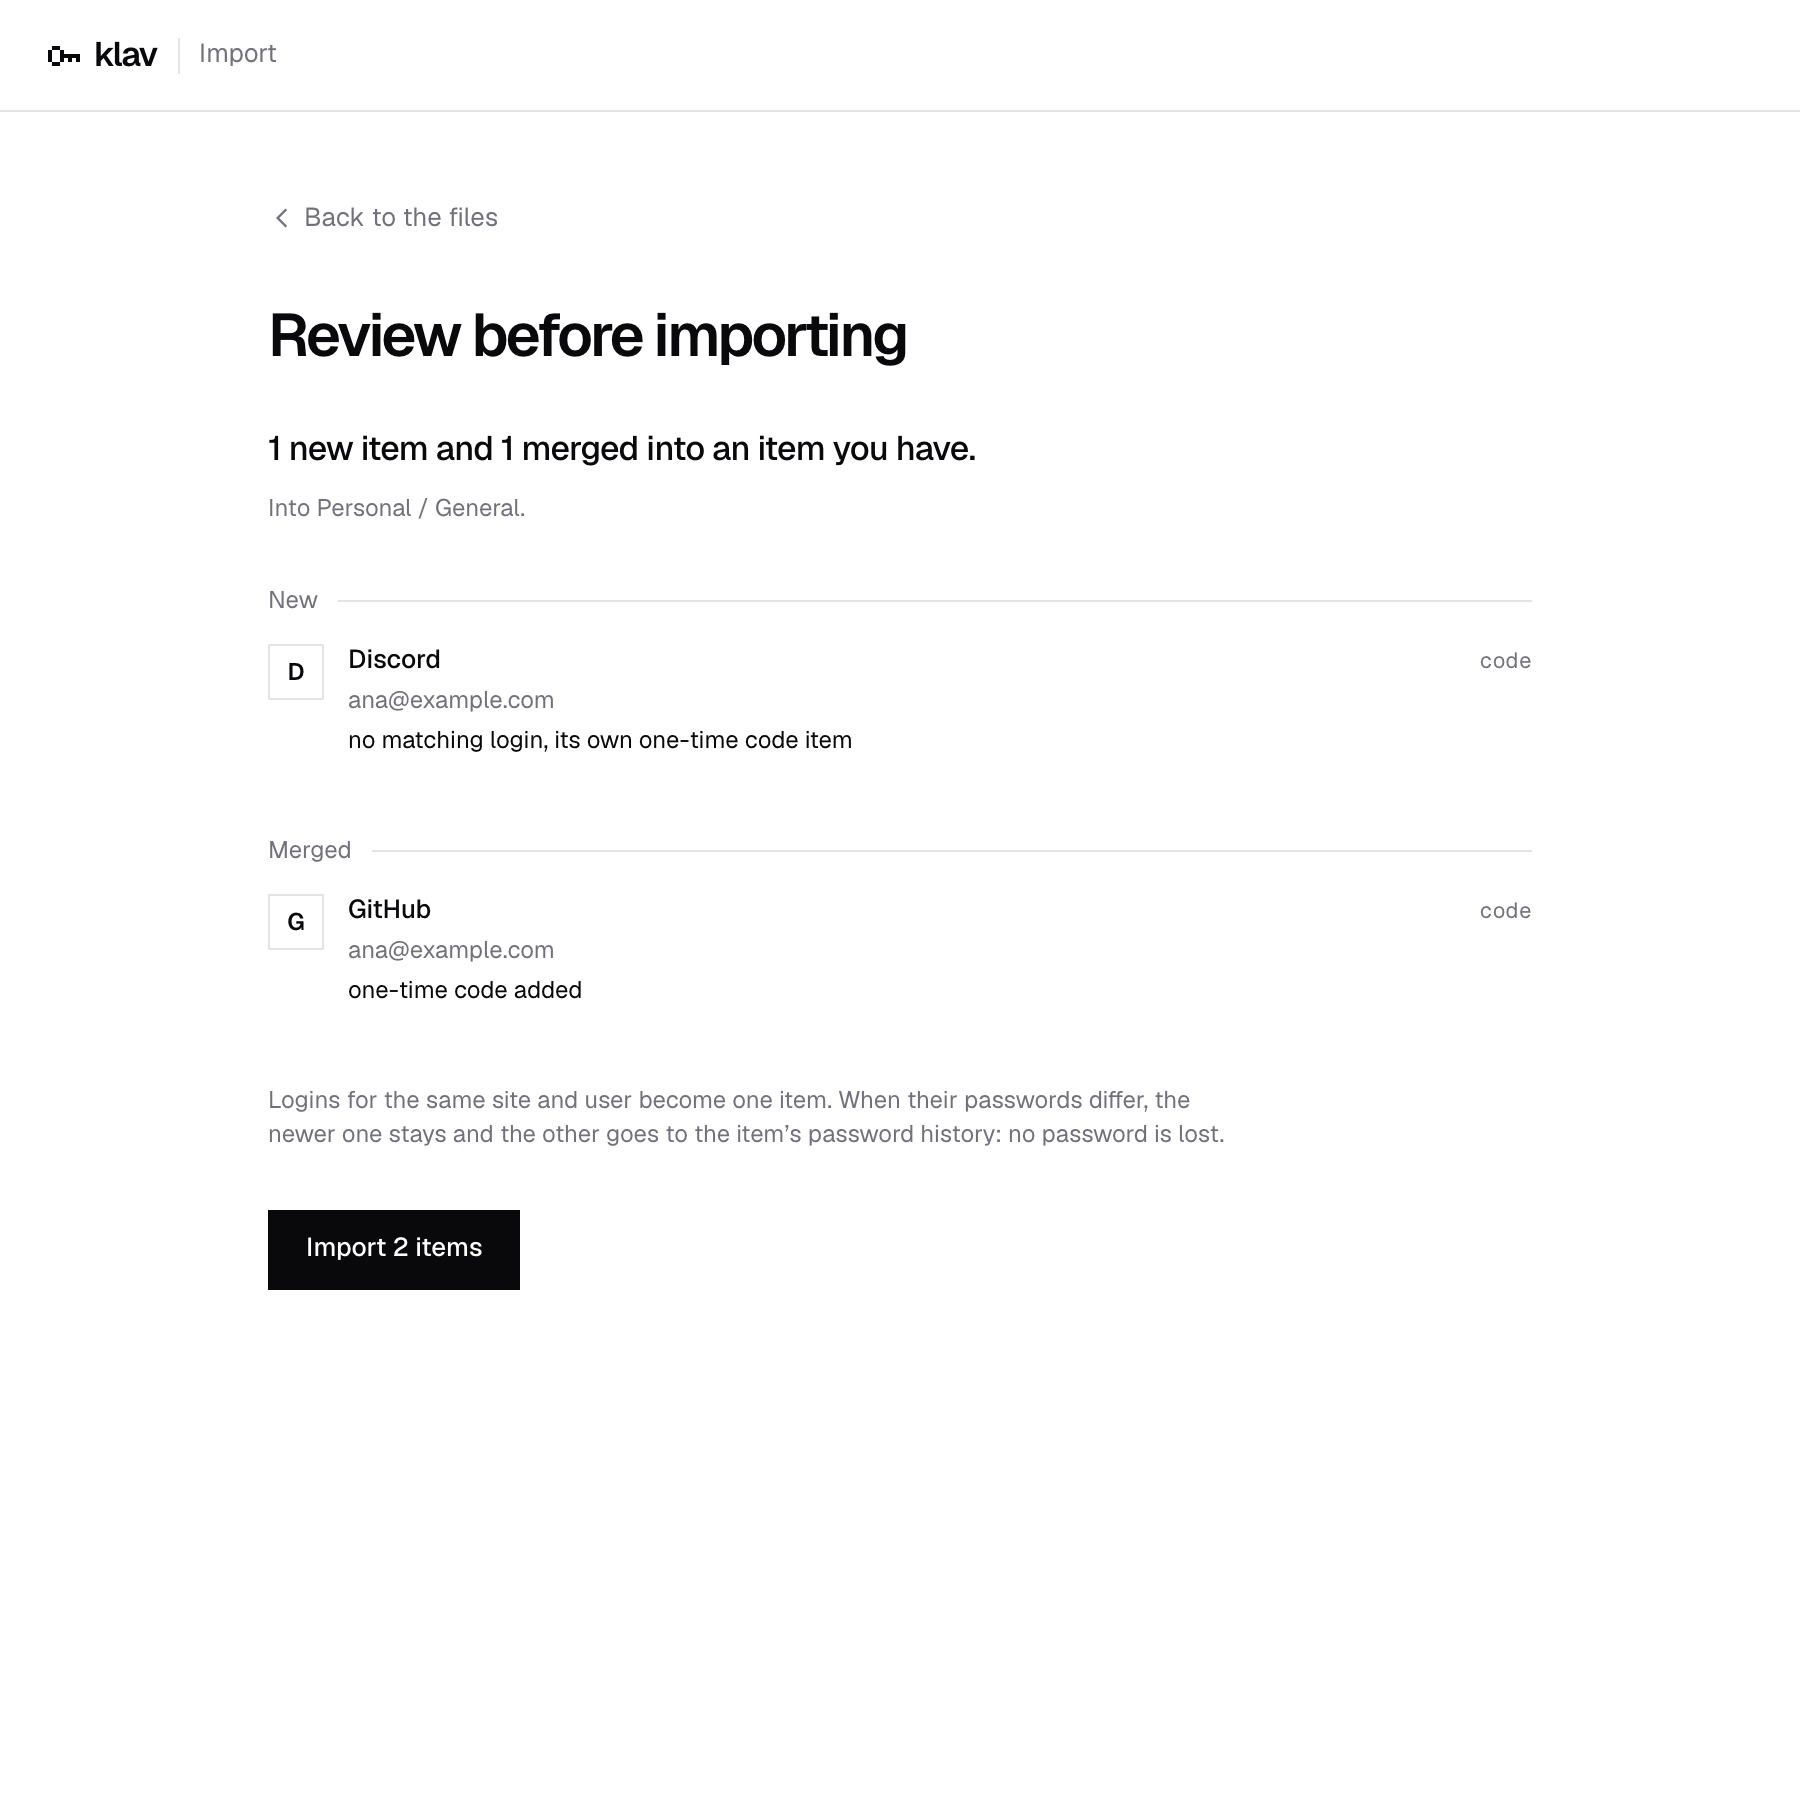 klav
Import
Back to the files
Review before importing
1 new item and 1 merged into an item you have.
Into Personal / General.
New
D
Discord
code
ana@example.com
no matching login, its own one-time code item
Merged
G
GitHub
code
ana@example.com
one-time code added
Logins for the same site and user become one item. When their passwords differ, the
newer one stays and the other goes to the item’s password history: no password is lost.
Import 2 items